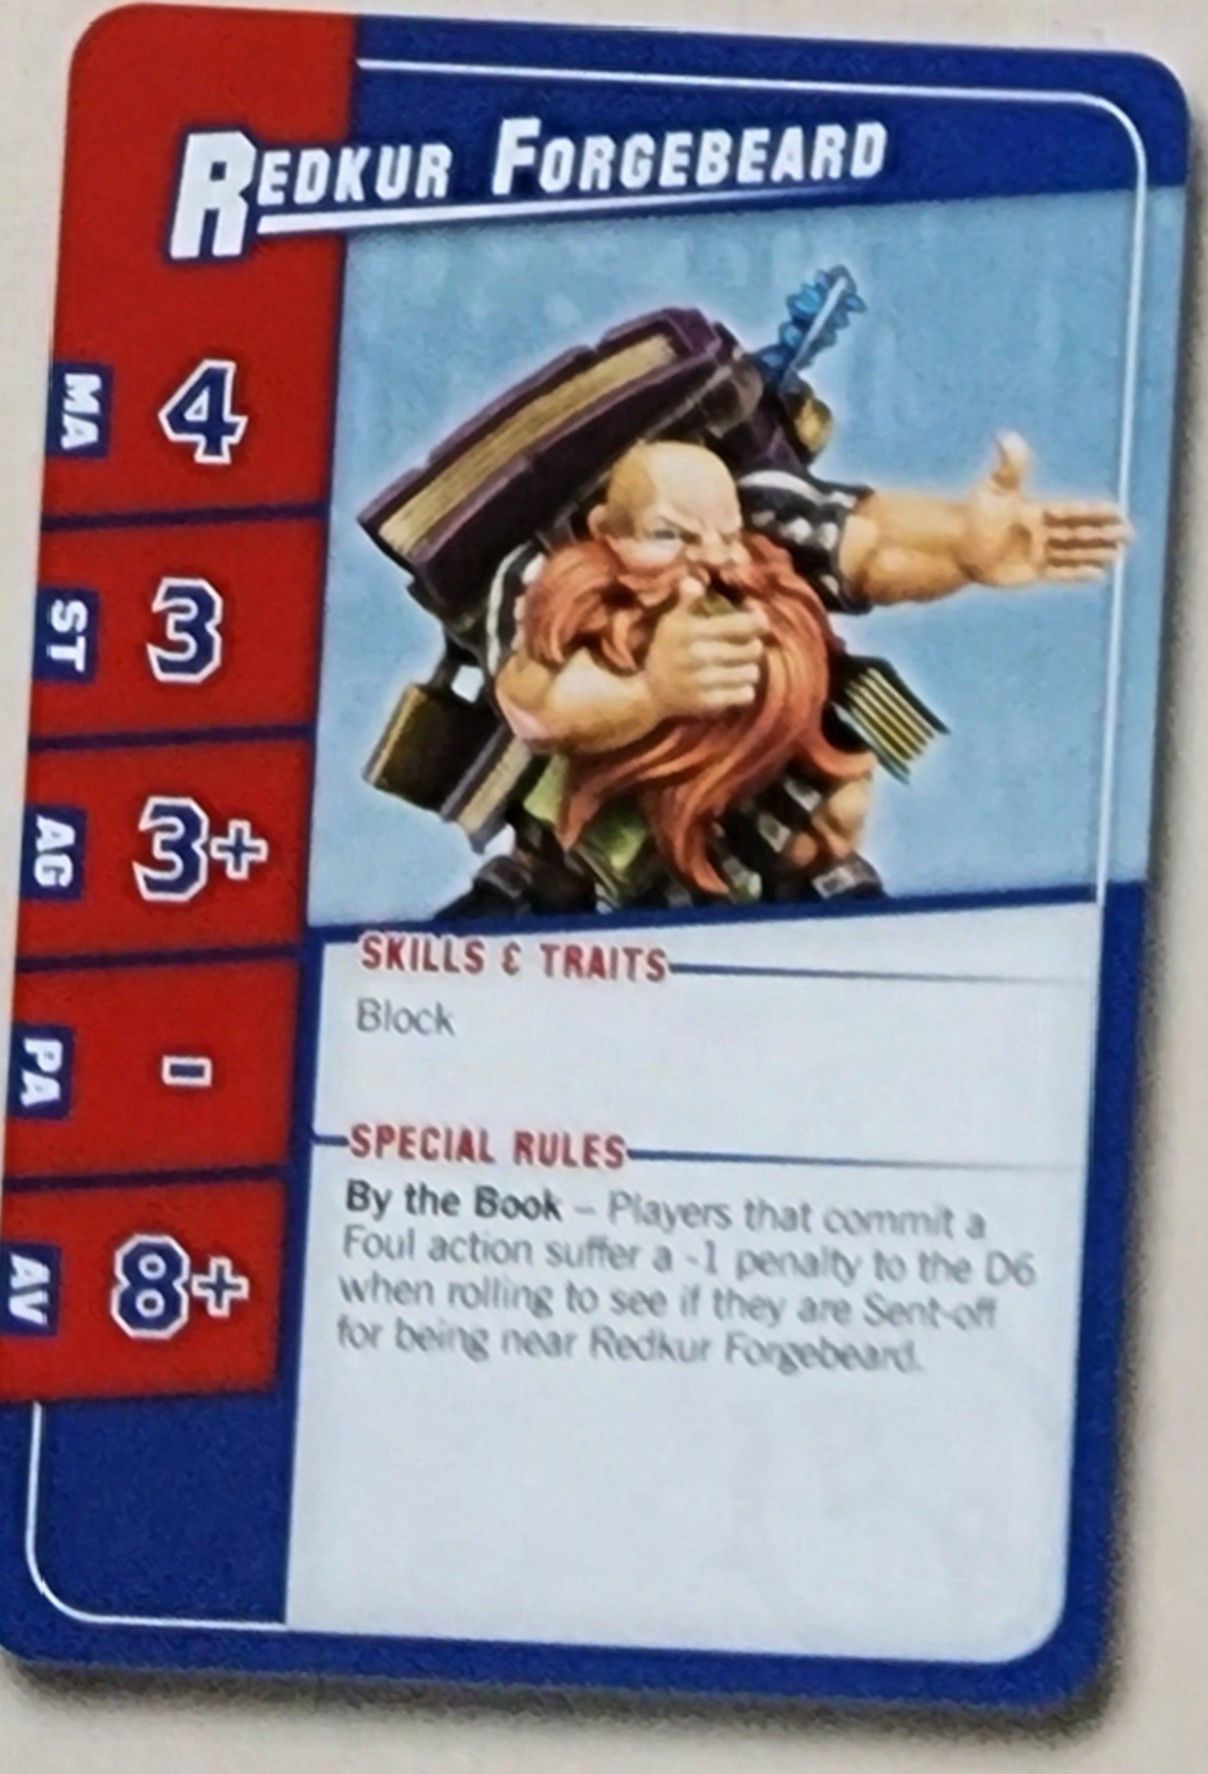 REDKUR FORGEBEARD
MA 4
ST 3
AG 3+
PA -
AV 8+
SKILLS & TRAITS
Block
SPECIAL RULES
By the Book – Players that commit a
Foul action suffer a -1 penalty to the D6
when rolling to see if they are Sent-off
for being near Redkur Forgebeard.